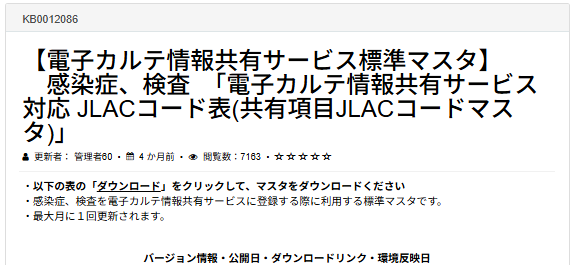 KB0012086
【電子カルテ情報共有サービス標準マスタ】
感染症、検査 「電子カルテ情報共有サービス
対応 JLACコード表(共有項目JLACコードマス
タ)」
更新者： 管理者60 • 4 か月前 • 閲覧数：7163 • ☆☆☆☆☆
・以下の表の「ダウンロード」をクリックして、マスタをダウンロードください
・感染症、検査を電子カルテ情報共有サービスに登録する際に利用する標準マスタです。
・最大月に１回更新されます。
バージョン情報・公開日・ダウンロードリンク・環境反映日